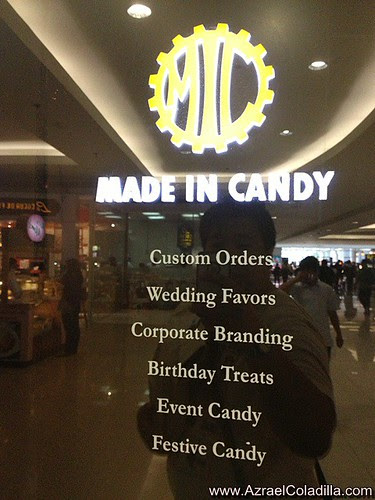 MIC
MADE IN CANDY
Custom Orders
Wedding Favors
Corporate Branding
Birthday Treats
Event Candy
Festive Candy
www.AzraelColadilla.com